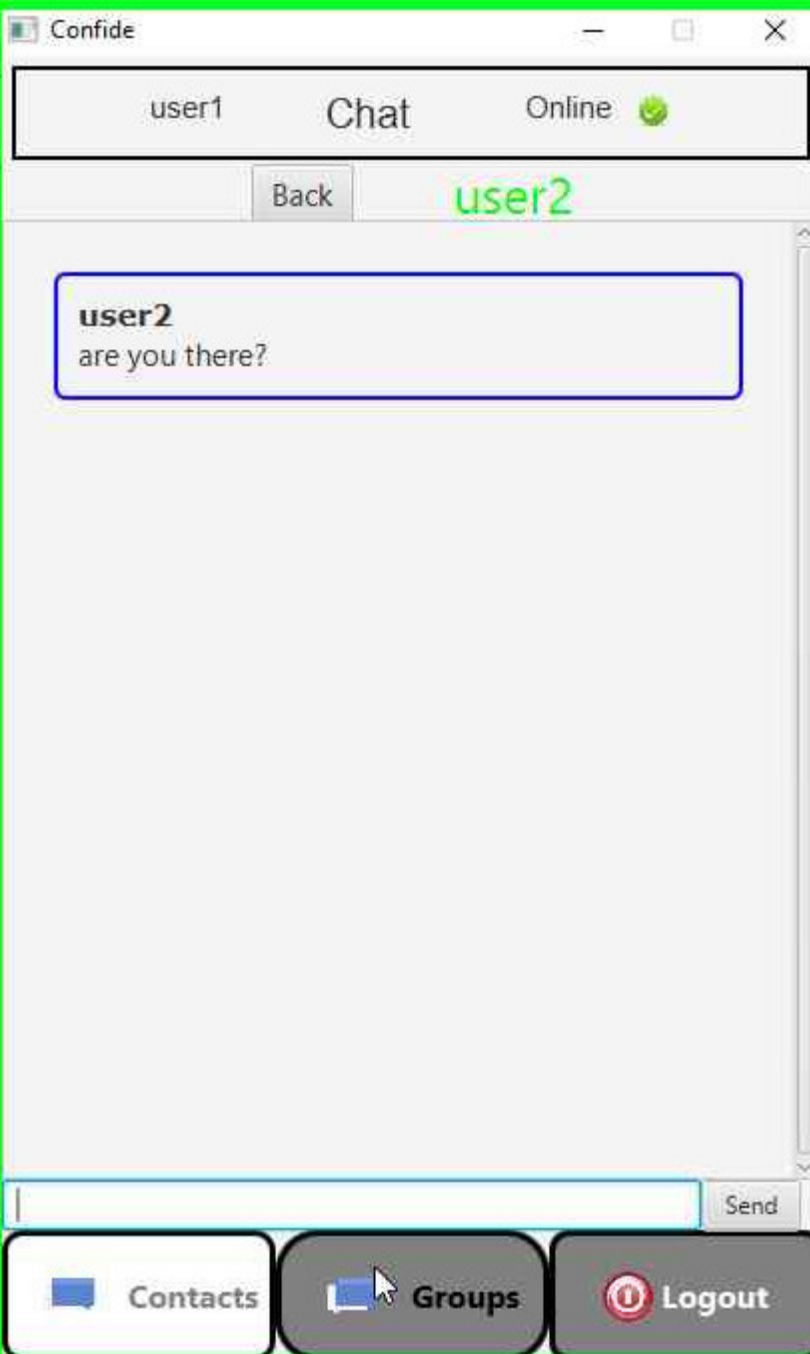 Confide
user1 Chat Online
Back user2
user2
are you there?
Send
Contacts Groups Logout